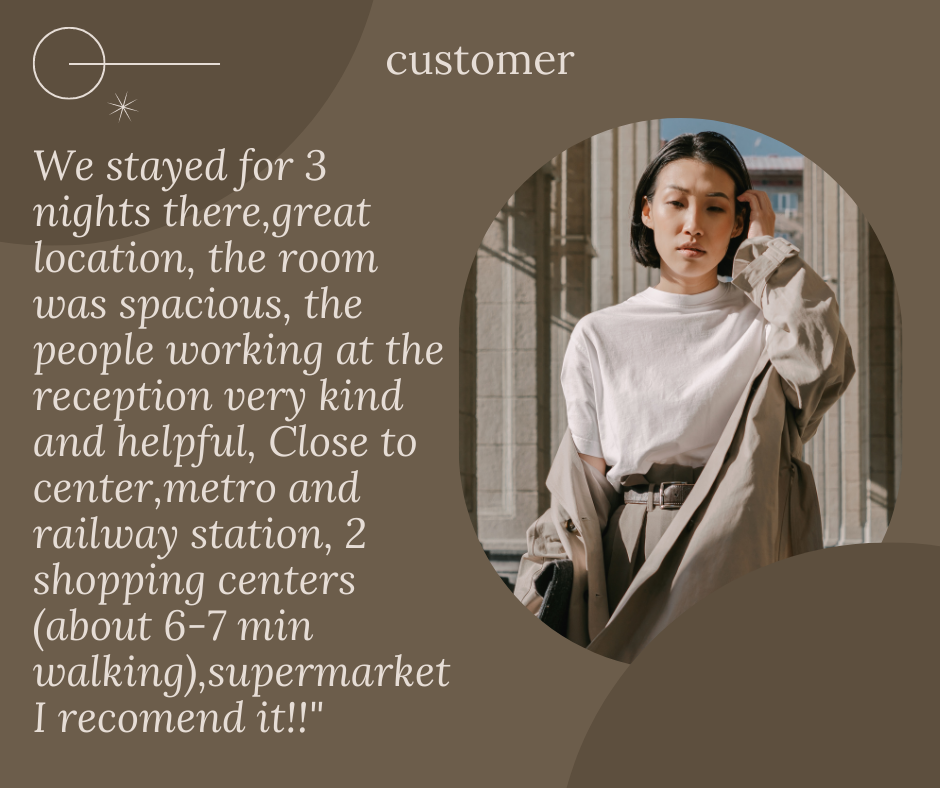 customer
We stayed for 3
nights there,great
location, the room
was spacious, the
people working at the
reception very kind
and helpful, Close to
center,metro and
railway station, 2
shopping centers
(about 6-7 min
walking),supermarket
I recomend it!!"